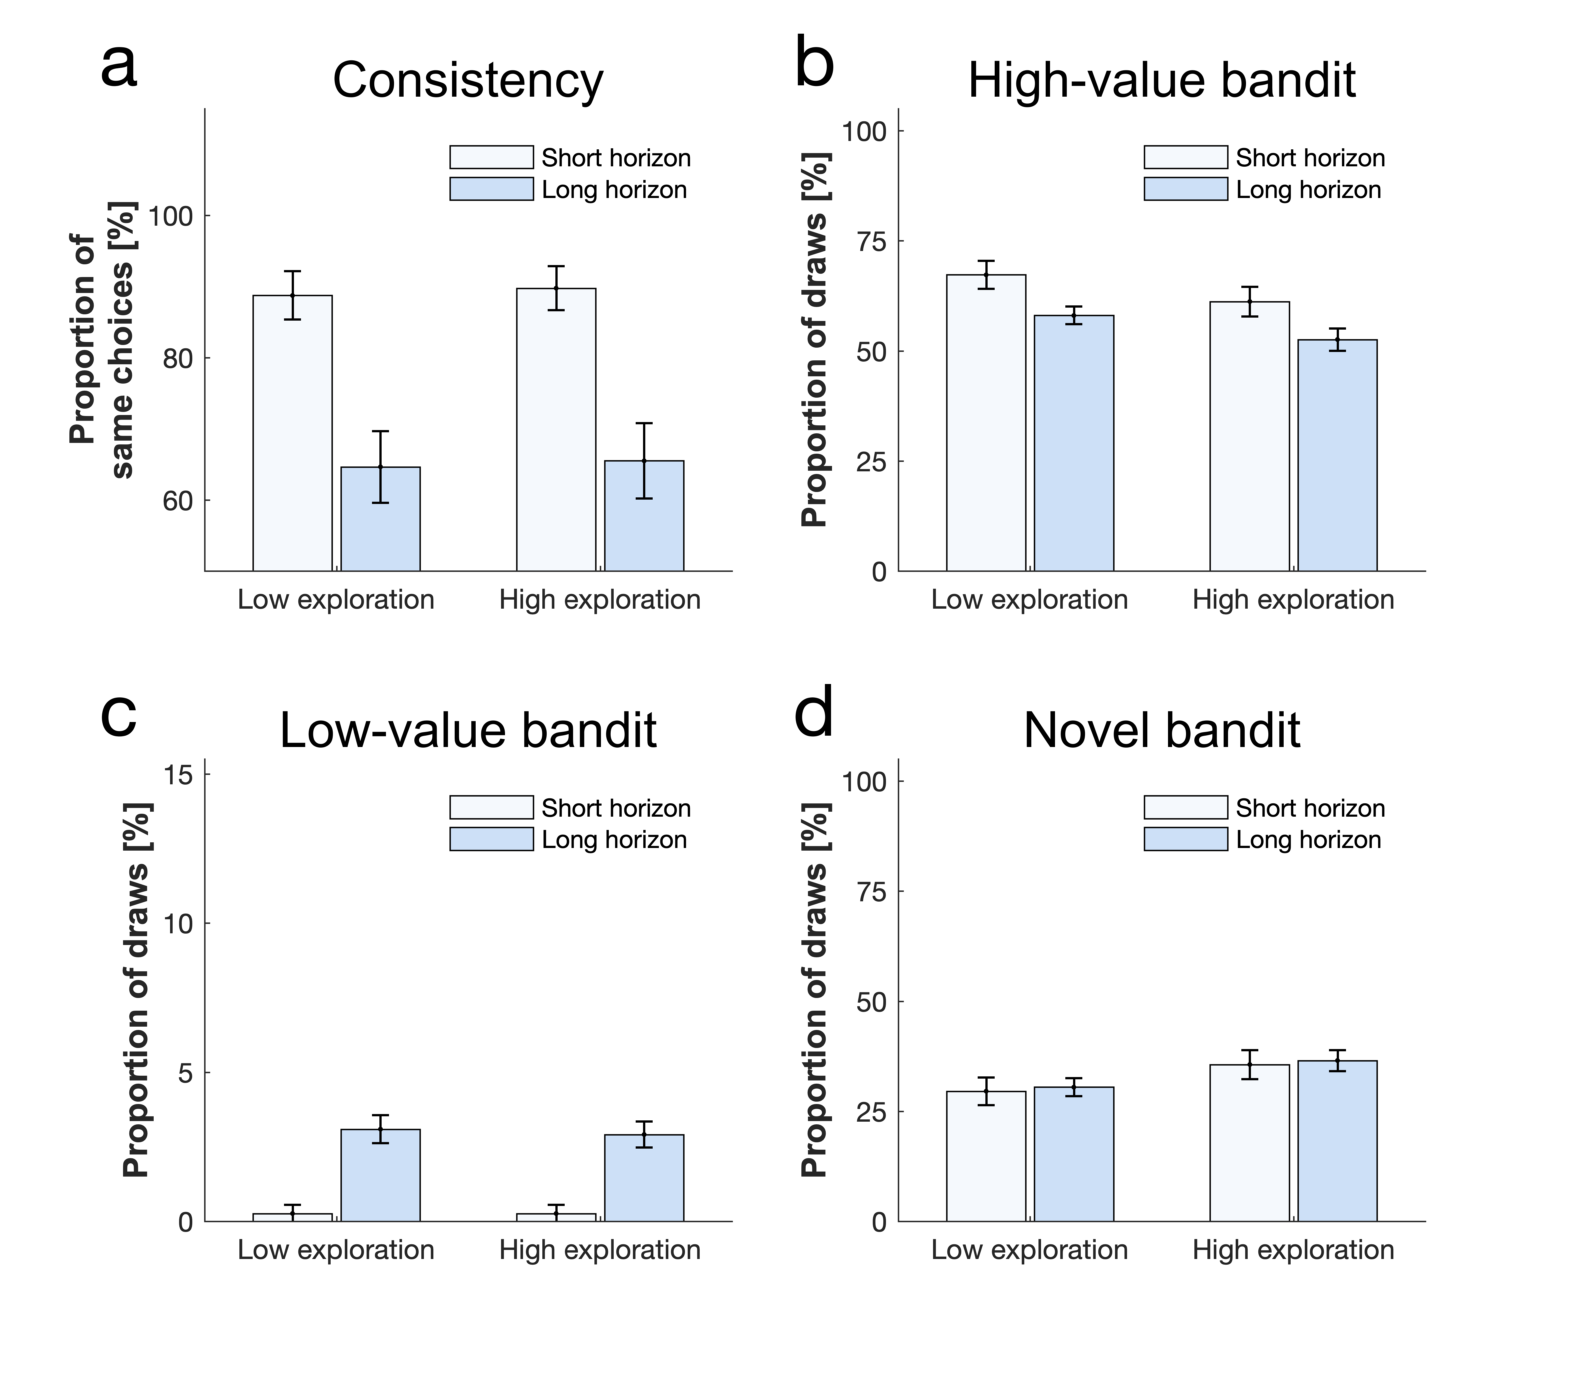 a
Consistency
Short horizon
Long horizon
Proportion of
same choices [%]
100
80
60
Low exploration
High exploration
b
High-value bandit
Short horizon
Long horizon
Proportion of draws [%]
100
75
50
25
0
Low exploration
High exploration
c
Low-value bandit
Short horizon
Long horizon
Proportion of draws [%]
15
10
5
0
Low exploration
High exploration
d
Novel bandit
Short horizon
Long horizon
Proportion of draws [%]
100
75
50
25
0
Low exploration
High exploration